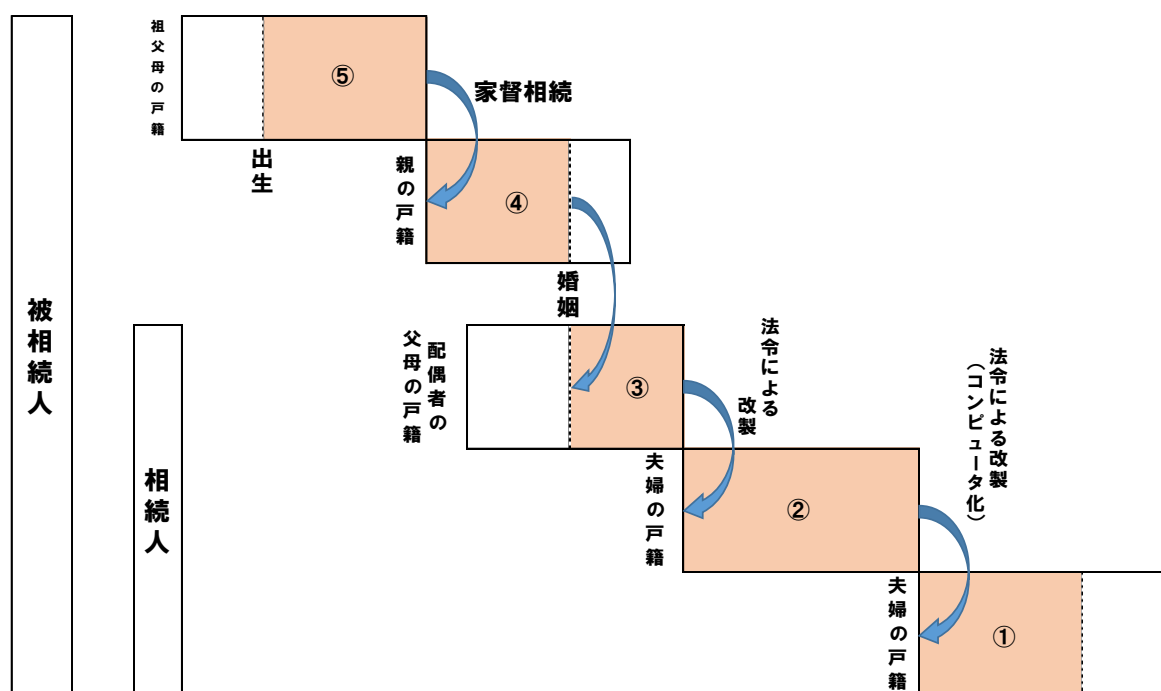 祖父母の戸籍
⑤
家督相続
出生
親の戸籍
④
婚姻
被相続人
相続人
配偶者の
父母の戸籍
③
法令による
改製
夫婦の戸籍
②
法令による改製
（コンピュータ化）
夫婦の戸籍
①